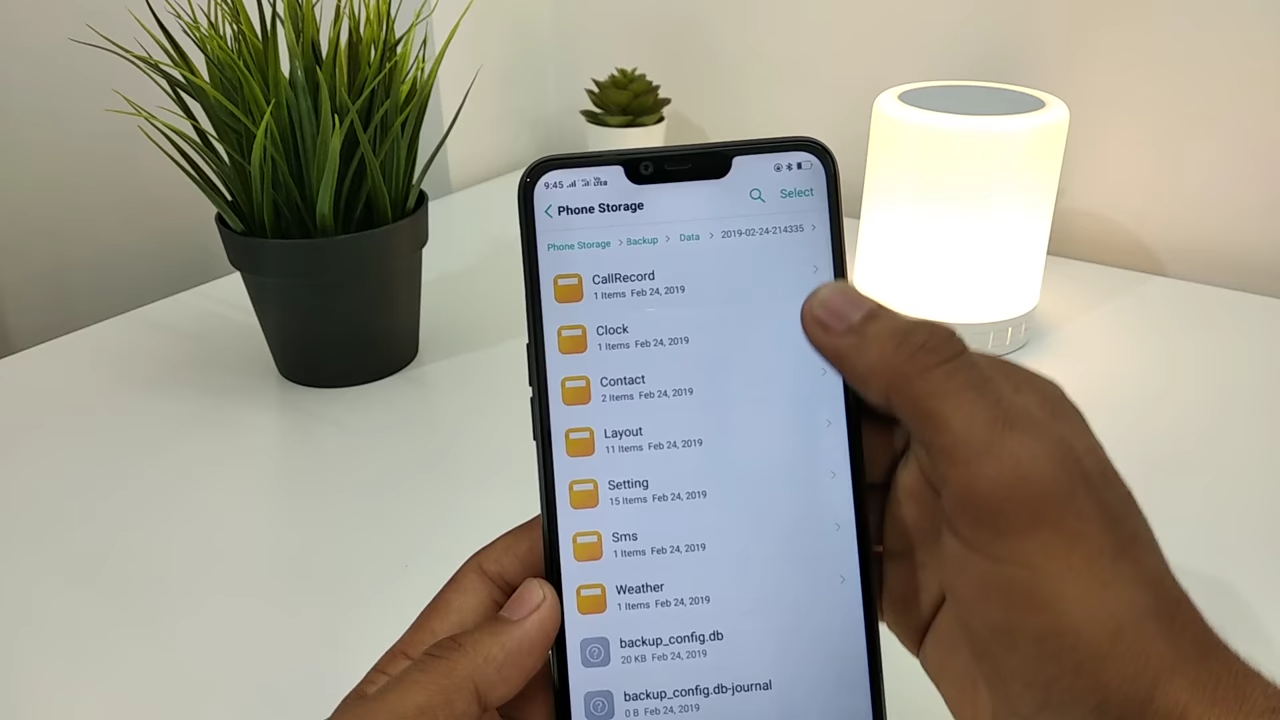 9:45
Phone Storage
Select
Phone Storage > Backup > Data > 2019-02-24-214335 >
CallRecord
1 Items Feb 24, 2019
Clock
1 Items Feb 24, 2019
Contact
2 Items Feb 24, 2019
Layout
11 Items Feb 24, 2019
Setting
15 Items Feb 24, 2019
Sms
1 Items Feb 24, 2019
Weather
1 Items Feb 24, 2019
backup_config.db
20 KB Feb 24, 2019
backup_config.db-journal
0 B Feb 24, 2019